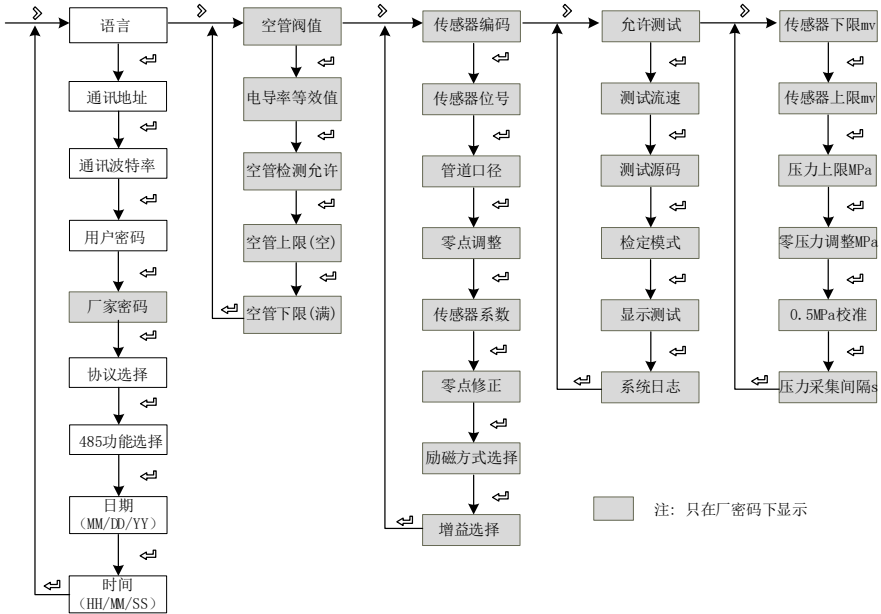 语言
通讯地址
通讯波特率
用户密码
厂家密码
协议选择
485功能选择
日期
（MM/DD/YY）
时间
（HH/MM/SS）
空管阀值
电导率等效值
空管检测允许
空管上限(空)
空管下限(满)
传感器编码
传感器位号
管道口径
零点调整
传感器系数
零点修正
励磁方式选择
增益选择
允许测试
测试流速
测试源码
检定模式
显示测试
系统日志
传感器下限mv
传感器上限mv
压力上限MPa
零压力调整MPa
0.5MPa校准
压力采集间隔s
注: 只在厂密码下显示